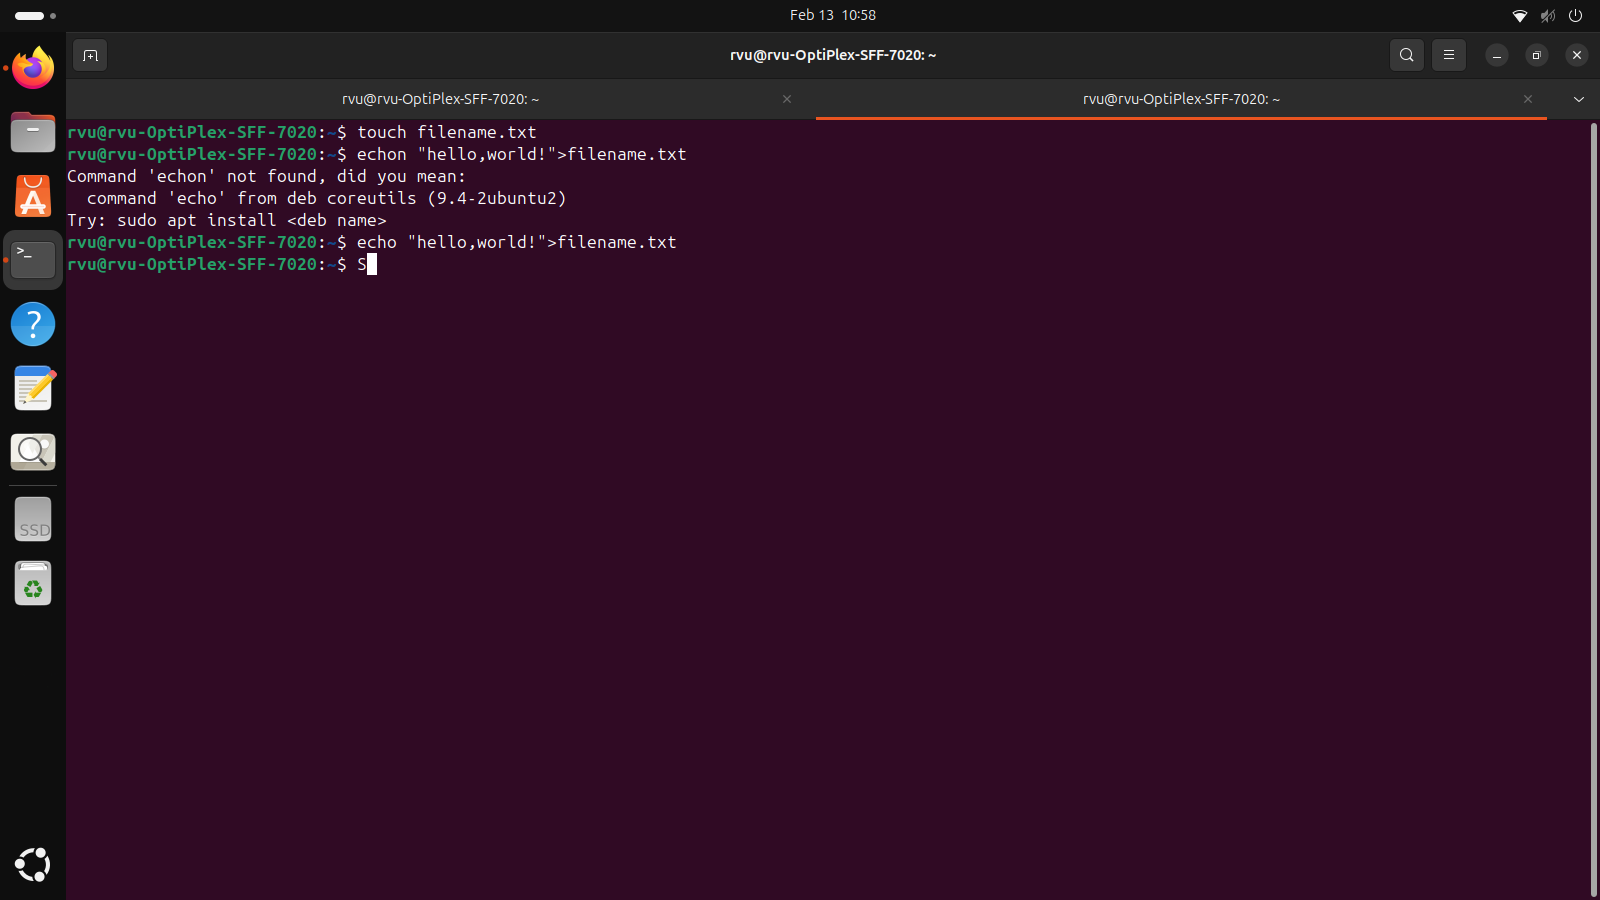 Feb 13 10:58
rvu@rvu-OptiPlex-SFF-7020: ~
rvu@rvu-OptiPlex-SFF-7020: ~
rvu@rvu-OptiPlex-SFF-7020: ~
rvu@rvu-OptiPlex-SFF-7020:~$ touch filename.txt
rvu@rvu-OptiPlex-SFF-7020:~$ echon "hello,world!">filename.txt
Command 'echon' not found, did you mean:
  command 'echo' from deb coreutils (9.4-2ubuntu2)
Try: sudo apt install <deb name>
rvu@rvu-OptiPlex-SFF-7020:~$ echo "hello,world!">filename.txt
rvu@rvu-OptiPlex-SFF-7020:~$ S
>_
?
SSD